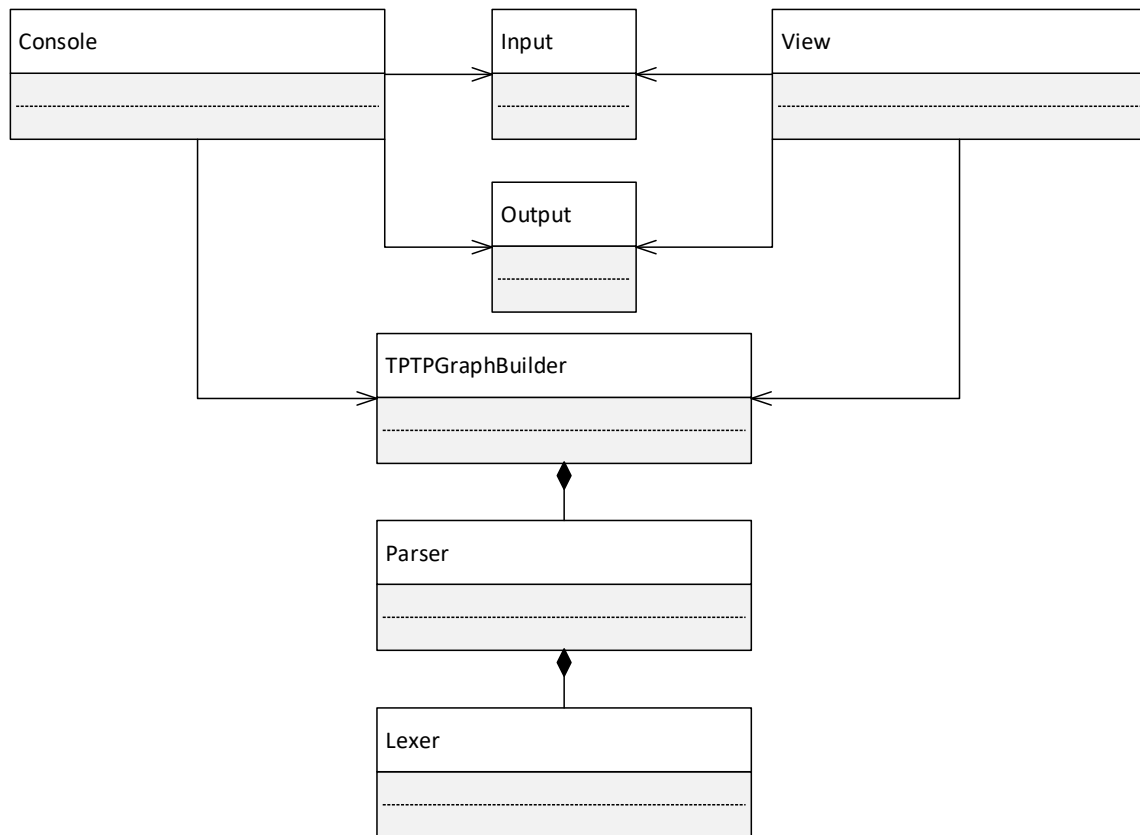 Console
Input
View
Output
TPTPGraphBuilder
Parser
Lexer